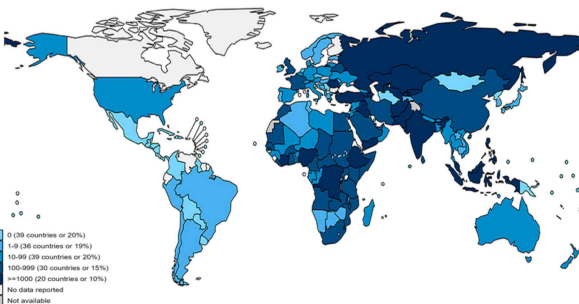 0 (39 countries or 20%)
1-9 (36 countries or 19%)
10-99 (39 countries or 20%)
100-999 (30 countries or 15%)
>=1000 (20 countries or 10%)
No data reported
Not available